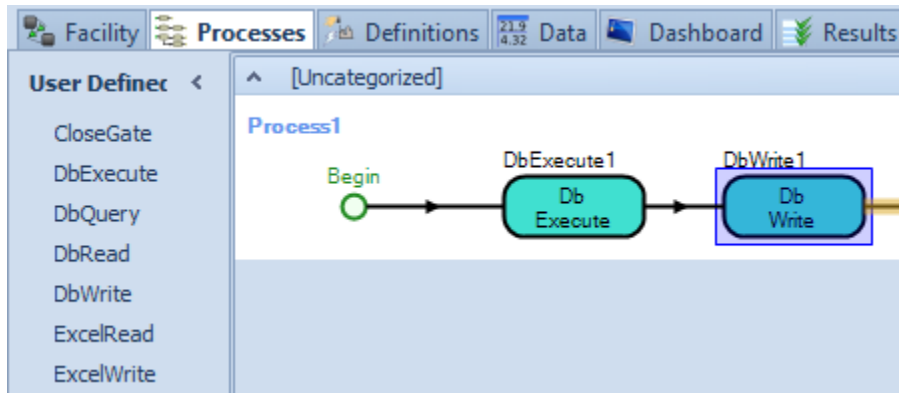 Facility Processes Definitions 21.9 4.32 Data Dashboard Results
User Defined
[Uncategorized]
CloseGate
DbExecute
DbQuery
DbRead
DbWrite
ExcelRead
ExcelWrite
Process1
Begin
DbExecute1
Db
Execute
DbWrite1
Db
Write